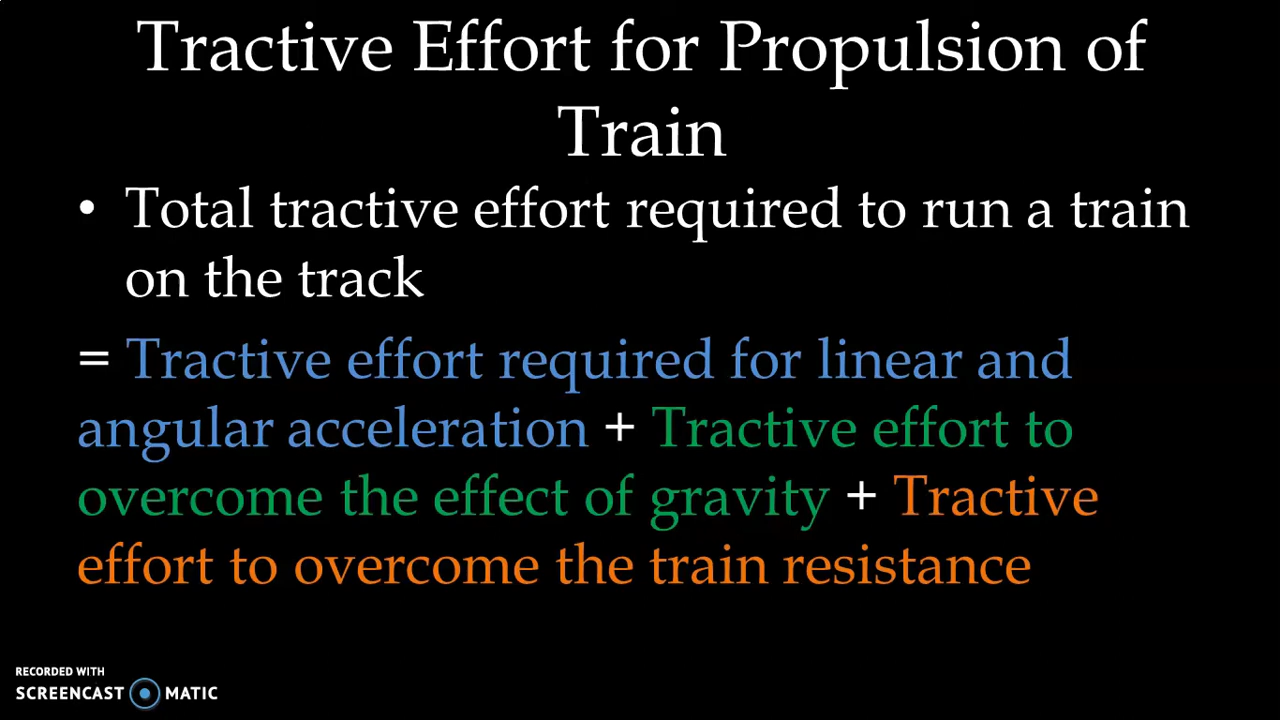 Tractive Effort for Propulsion of
Train
• Total tractive effort required to run a train
on the track
= Tractive effort required for linear and
angular acceleration + Tractive effort to
overcome the effect of gravity + Tractive
effort to overcome the train resistance
RECORDED WITH
SCREENCAST MATIC